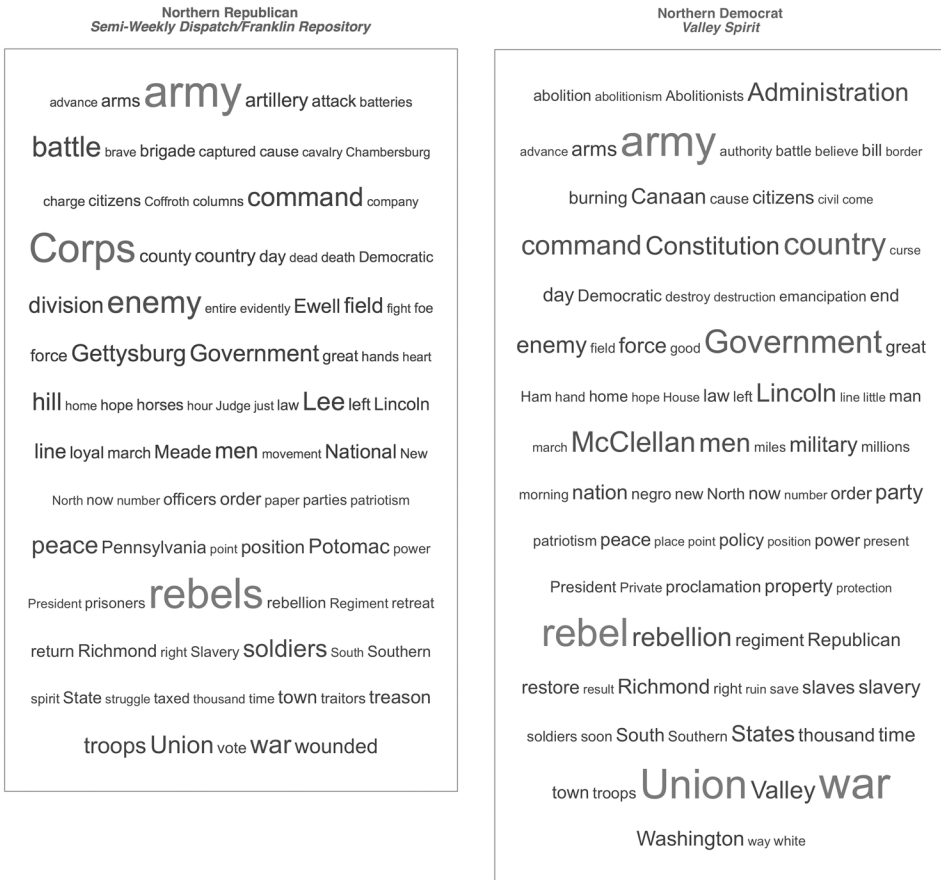 Northern Republican
Semi-Weekly Dispatch/Franklin Repository
advance arms army artillery attack batteries
battle brave brigade captured cause cavalry Chambersburg
charge citizens Coffroth columns command company
Corps county country day dead death Democratic
division enemy entire evidently Ewell field fight foe
force Gettysburg Government great hands heart
hill home hope horses hour Judge just law Lee left Lincoln
line loyal march Meade men movement National New
North now number officers order paper parties patriotism
peace Pennsylvania point position Potomac power
President prisoners rebels rebellion Regiment retreat
return Richmond right Slavery soldiers South Southern
spirit State struggle taxed thousand time town traitors treason
troops Union vote war wounded
Northern Democrat
Valley Spirit
abolition abolitionism Abolitionists Administration
advance arms army authority battle believe bill border
burning Canaan cause citizens civil come
command Constitution country curse
day Democratic destroy destruction emancipation end
enemy field force good Government great
Ham hand home hope House law left Lincoln line little man
march McClellan men miles military millions
morning nation negro new North now number order party
patriotism peace place point policy position power present
President Private proclamation property protection
rebel rebellion regiment Republican
restore result Richmond right ruin save slaves slavery
soldiers soon South Southern States thousand time
town troops Union Valley war
Washington way white